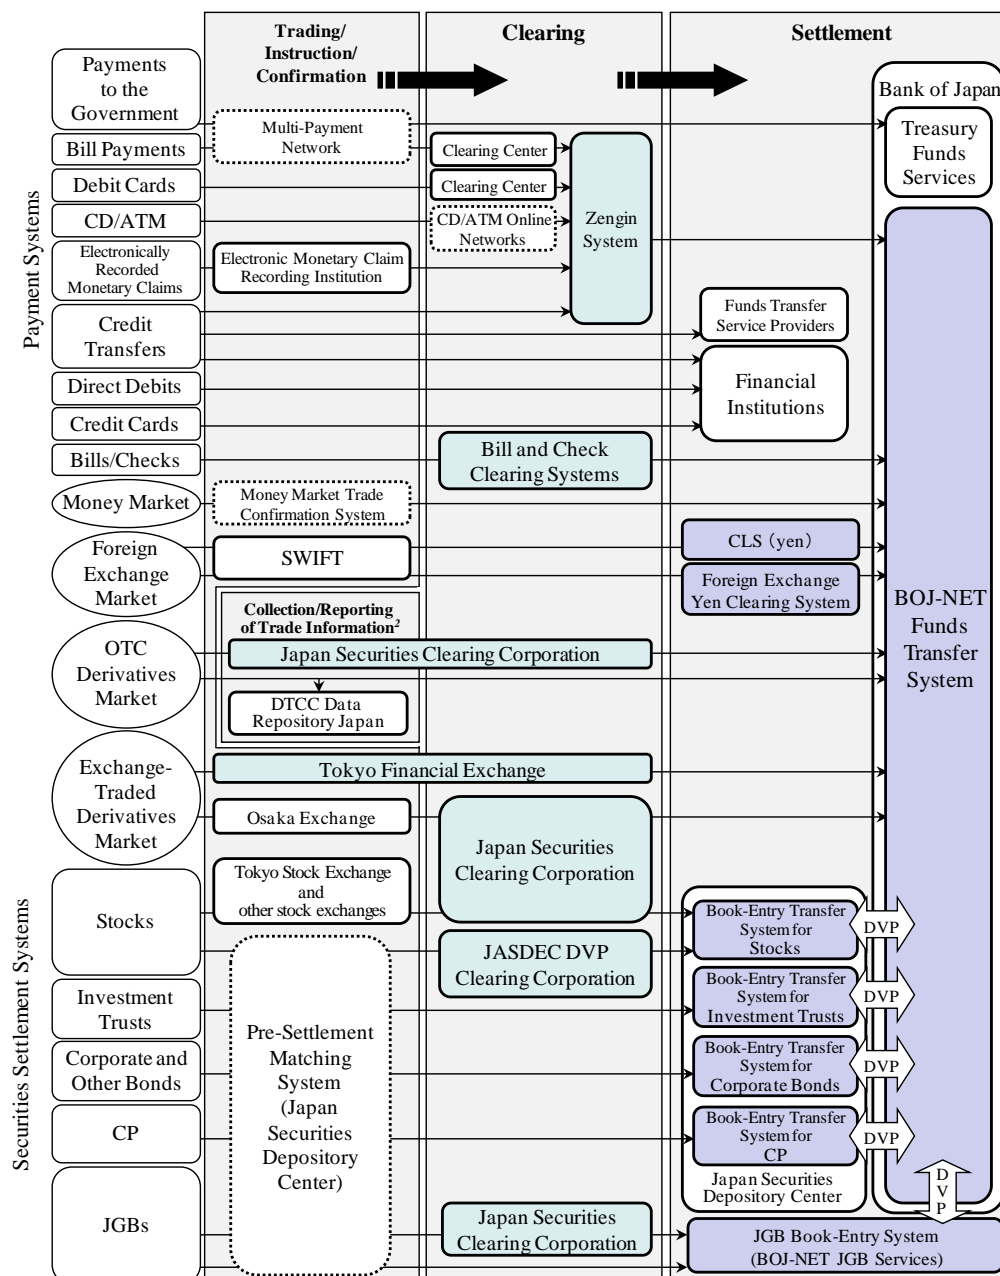 Trading/
Instruction/
Confirmation
Clearing
Settlement
Payment Systems
Payments
to the
Government
Bill Payments
Debit Cards
CD/ATM
Electronically
Recorded
Monetary Claims
Credit
Transfers
Direct Debits
Credit Cards
Bills/Checks
Money Market
Foreign
Exchange
Market
OTC
Derivatives
Market
Exchange-
Traded
Derivatives
Market
Securities Settlement Systems
Stocks
Investment
Trusts
Corporate and
Other Bonds
CP
JGBs
Multi-Payment
Network
Electronic Monetary Claim
Recording Institution
Money Market Trade
Confirmation System
SWIFT
Collection/Reporting
of Trade Information2
Japan Securities Clearing Corporation
DTCC Data
Repository Japan
Tokyo Financial Exchange
Osaka Exchange
Tokyo Stock Exchange
and
other stock exchanges
Pre-Settlement
Matching
System
(Japan
Securities
Depository
Center)
Clearing Center
Clearing Center
CD/ATM Online
Networks
Zengin
System
Bill and Check
Clearing Systems
Japan Securities
Clearing Corporation
JASDEC DVP
Clearing Corporation
Japan Securities
Clearing Corporation
Funds Transfer
Service Providers
Financial
Institutions
CLS（yen）
Foreign Exchange
Yen Clearing System
Book-Entry Transfer
System for
Stocks
DVP
Book-Entry Transfer
System for
Investment Trusts
DVP
Book-Entry Transfer
System for
Corporate Bonds
DVP
Book-Entry Transfer
System for
CP
DVP
Japan Securities
Depository Center
Bank of Japan
Treasury
Funds
Services
BOJ-NET
Funds
Transfer
System
DVP
JGB Book-Entry System
(BOJ-NET JGB Services)